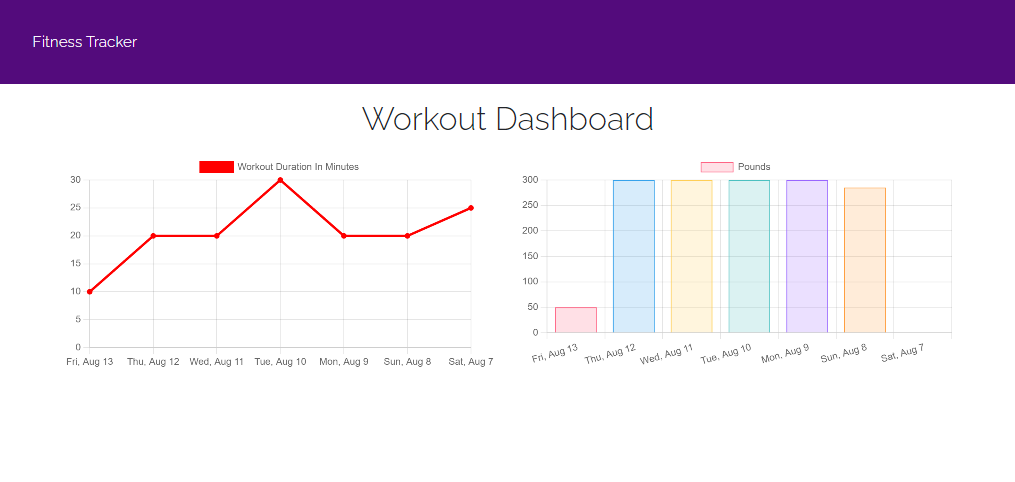 Fitness Tracker
Workout Dashboard
Workout Duration In Minutes
30
25
20
15
10
5
0
Fri, Aug 13 Thu, Aug 12 Wed, Aug 11 Tue, Aug 10 Mon, Aug 9 Sun, Aug 8 Sat, Aug 7
Pounds
300
250
200
150
100
50
0
Fri, Aug 13 Thu, Aug 12 Wed, Aug 11 Tue, Aug 10 Mon, Aug 9 Sun, Aug 8 Sat, Aug 7